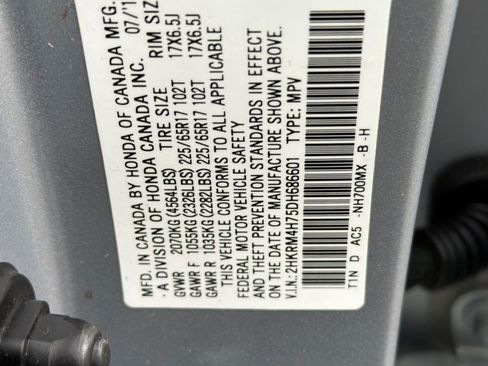 MFD. IN CANADA BY HONDA OF CANADA MFG.
- A DIVISION OF HONDA CANADA INC. 07/1
TIRE SIZE RIM SIZ
GVWR 2070KG(4564LBS)
GAWR F 1055KG(2326LBS) 225/65R17 102T 17X6.5J
GAWR R 1035KG(2282LBS) 225/65R17 102T 17X6.5J
THIS VEHICLE CONFORMS TO ALL APPLICABLE
FEDERAL MOTOR VEHICLE SAFETY
AND THEFT PREVENTION STANDARDS IN EFFECT
ON THE DATE OF MANUFACTURE SHOWN ABOVE.
V.I.N.:2HKRM4H75DH686601 TYPE: MPV
TIN D AC5 -NH700MX -B -H